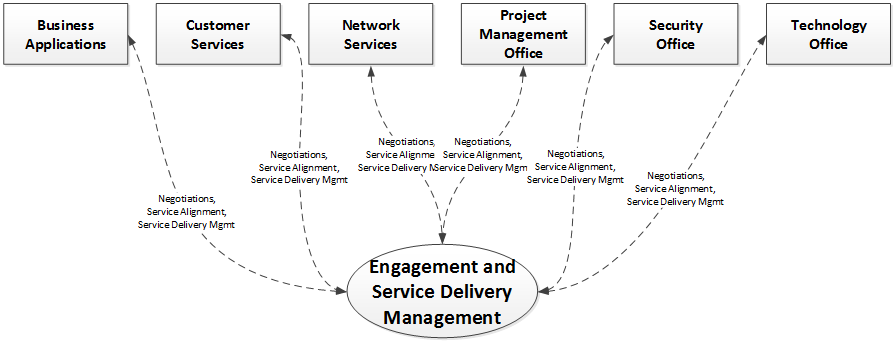 Business
Applications
Customer
Services
Network
Services
Project
Management
Office
Security
Office
Technology
Office
Negotiations,
Service Alignment,
Service Delivery Mgmt
Negotiations,
Service Alignment,
Service Delivery Mgmt
Negotiations,
Service Alignme
Service Delivery M
Negotiations,
Service Alignment,
Service Delivery Mgm
Negotiations,
Service Alignment,
Service Delivery Mgmt
Negotiations,
Service Alignment,
Service Delivery Mgmt
Engagement and
Service Delivery
Management